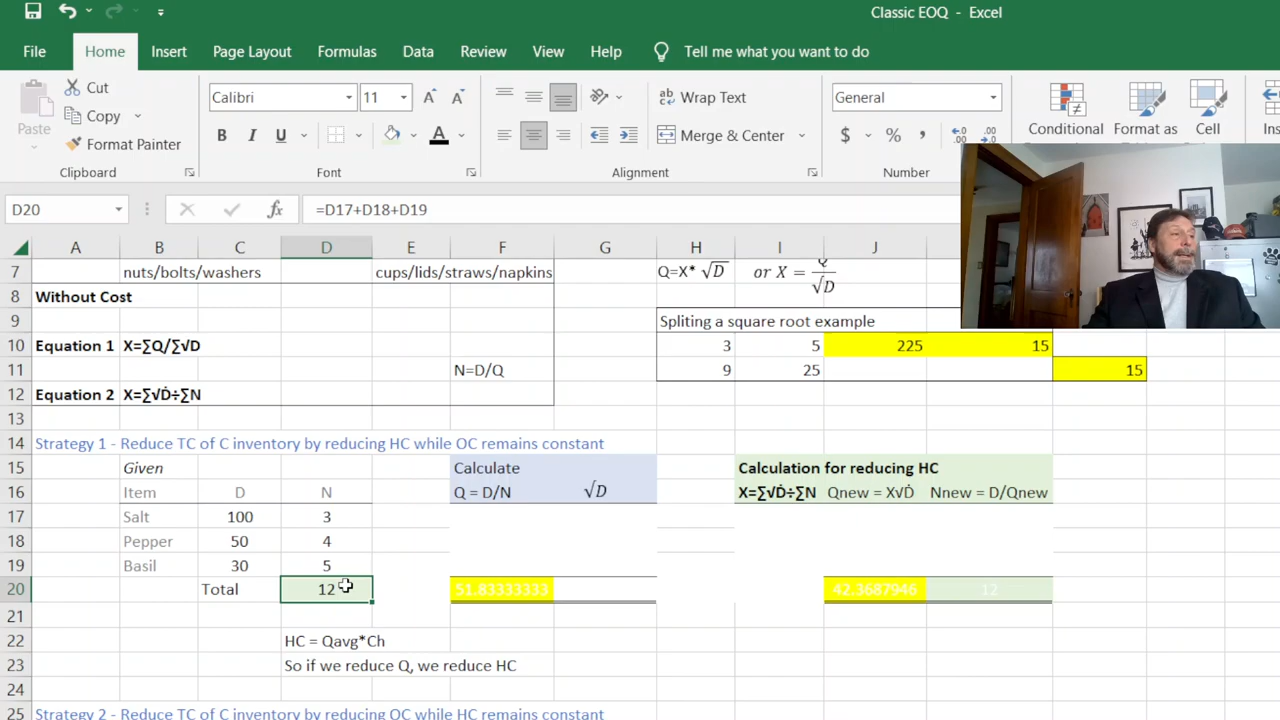 Classic EOQ - Excel
File Home Insert Page Layout Formulas Data Review View Help Tell me what you want to do
Cut
Calibri 11 Wrap Text General
Paste Copy
Format Painter B I U Merge & Center $ % , Conditional Format as Cell
Clipboard Font Alignment Number
D20 =D17+D18+D19
A B C D E F G H I J
7 nuts/bolts/washers cups/lids/straws/napkins Q=X* √D or X = Q/√D
8 Without Cost
9 Spliting a square root example
10 Equation 1 X=∑Q/∑√D 3 5 225 15
11 N=D/Q 9 25 15
12 Equation 2 X=∑√Ḋ÷∑N
13
14 Strategy 1 - Reduce TC of C inventory by reducing HC while OC remains constant
15 Given Calculate Calculation for reducing HC
16 Item D N Q = D/N √D X=∑√Ḋ÷∑N Qnew = X√Ḋ Nnew = D/Qnew
17 Salt 100 3
18 Pepper 50 4
19 Basil 30 5
20 Total 12 51.83333333 42.3687946 12
21
22 HC = Qavg*Ch
23 So if we reduce Q, we reduce HC
24
25 Strategy 2 - Reduce TC of C inventory by reducing OC while HC remains constant